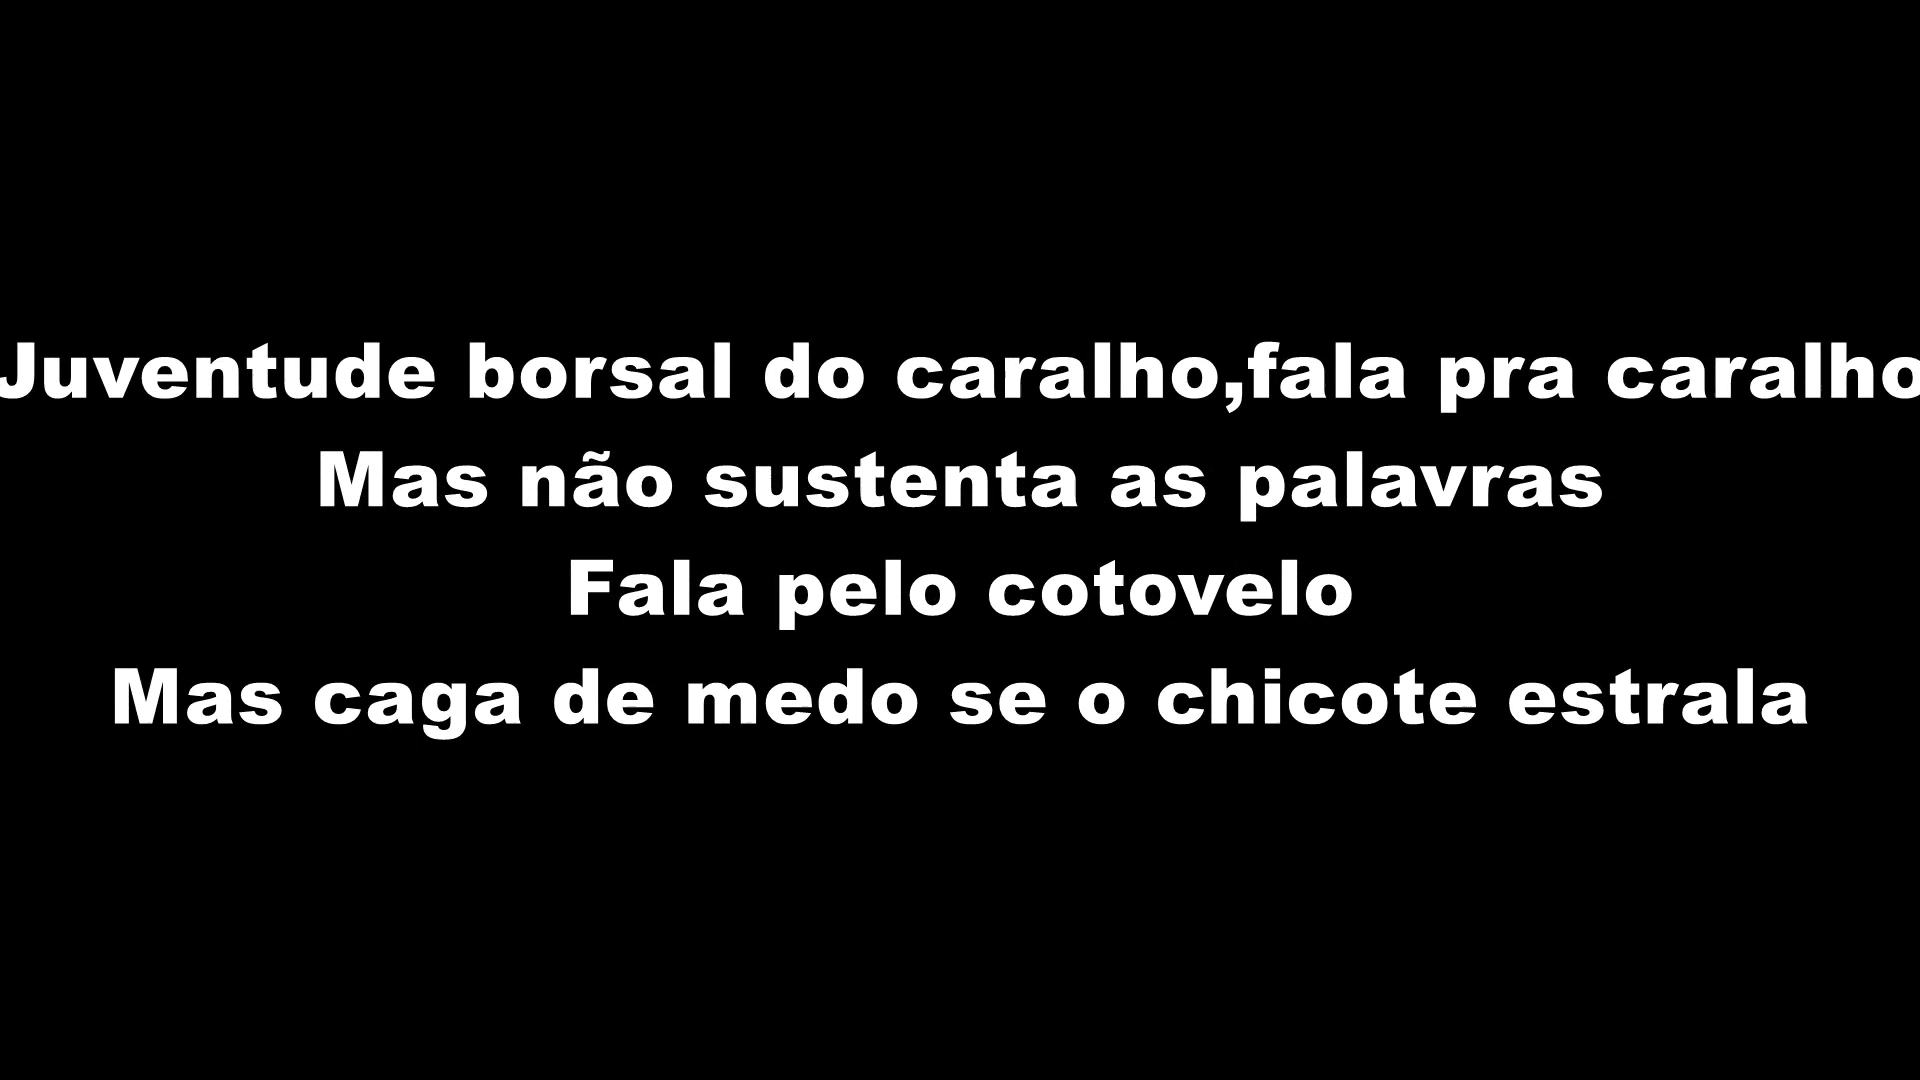 Juventude borsal do caralho,fala pra caralho
Mas não sustenta as palavras
Fala pelo cotovelo
Mas caga de medo se o chicote estrala